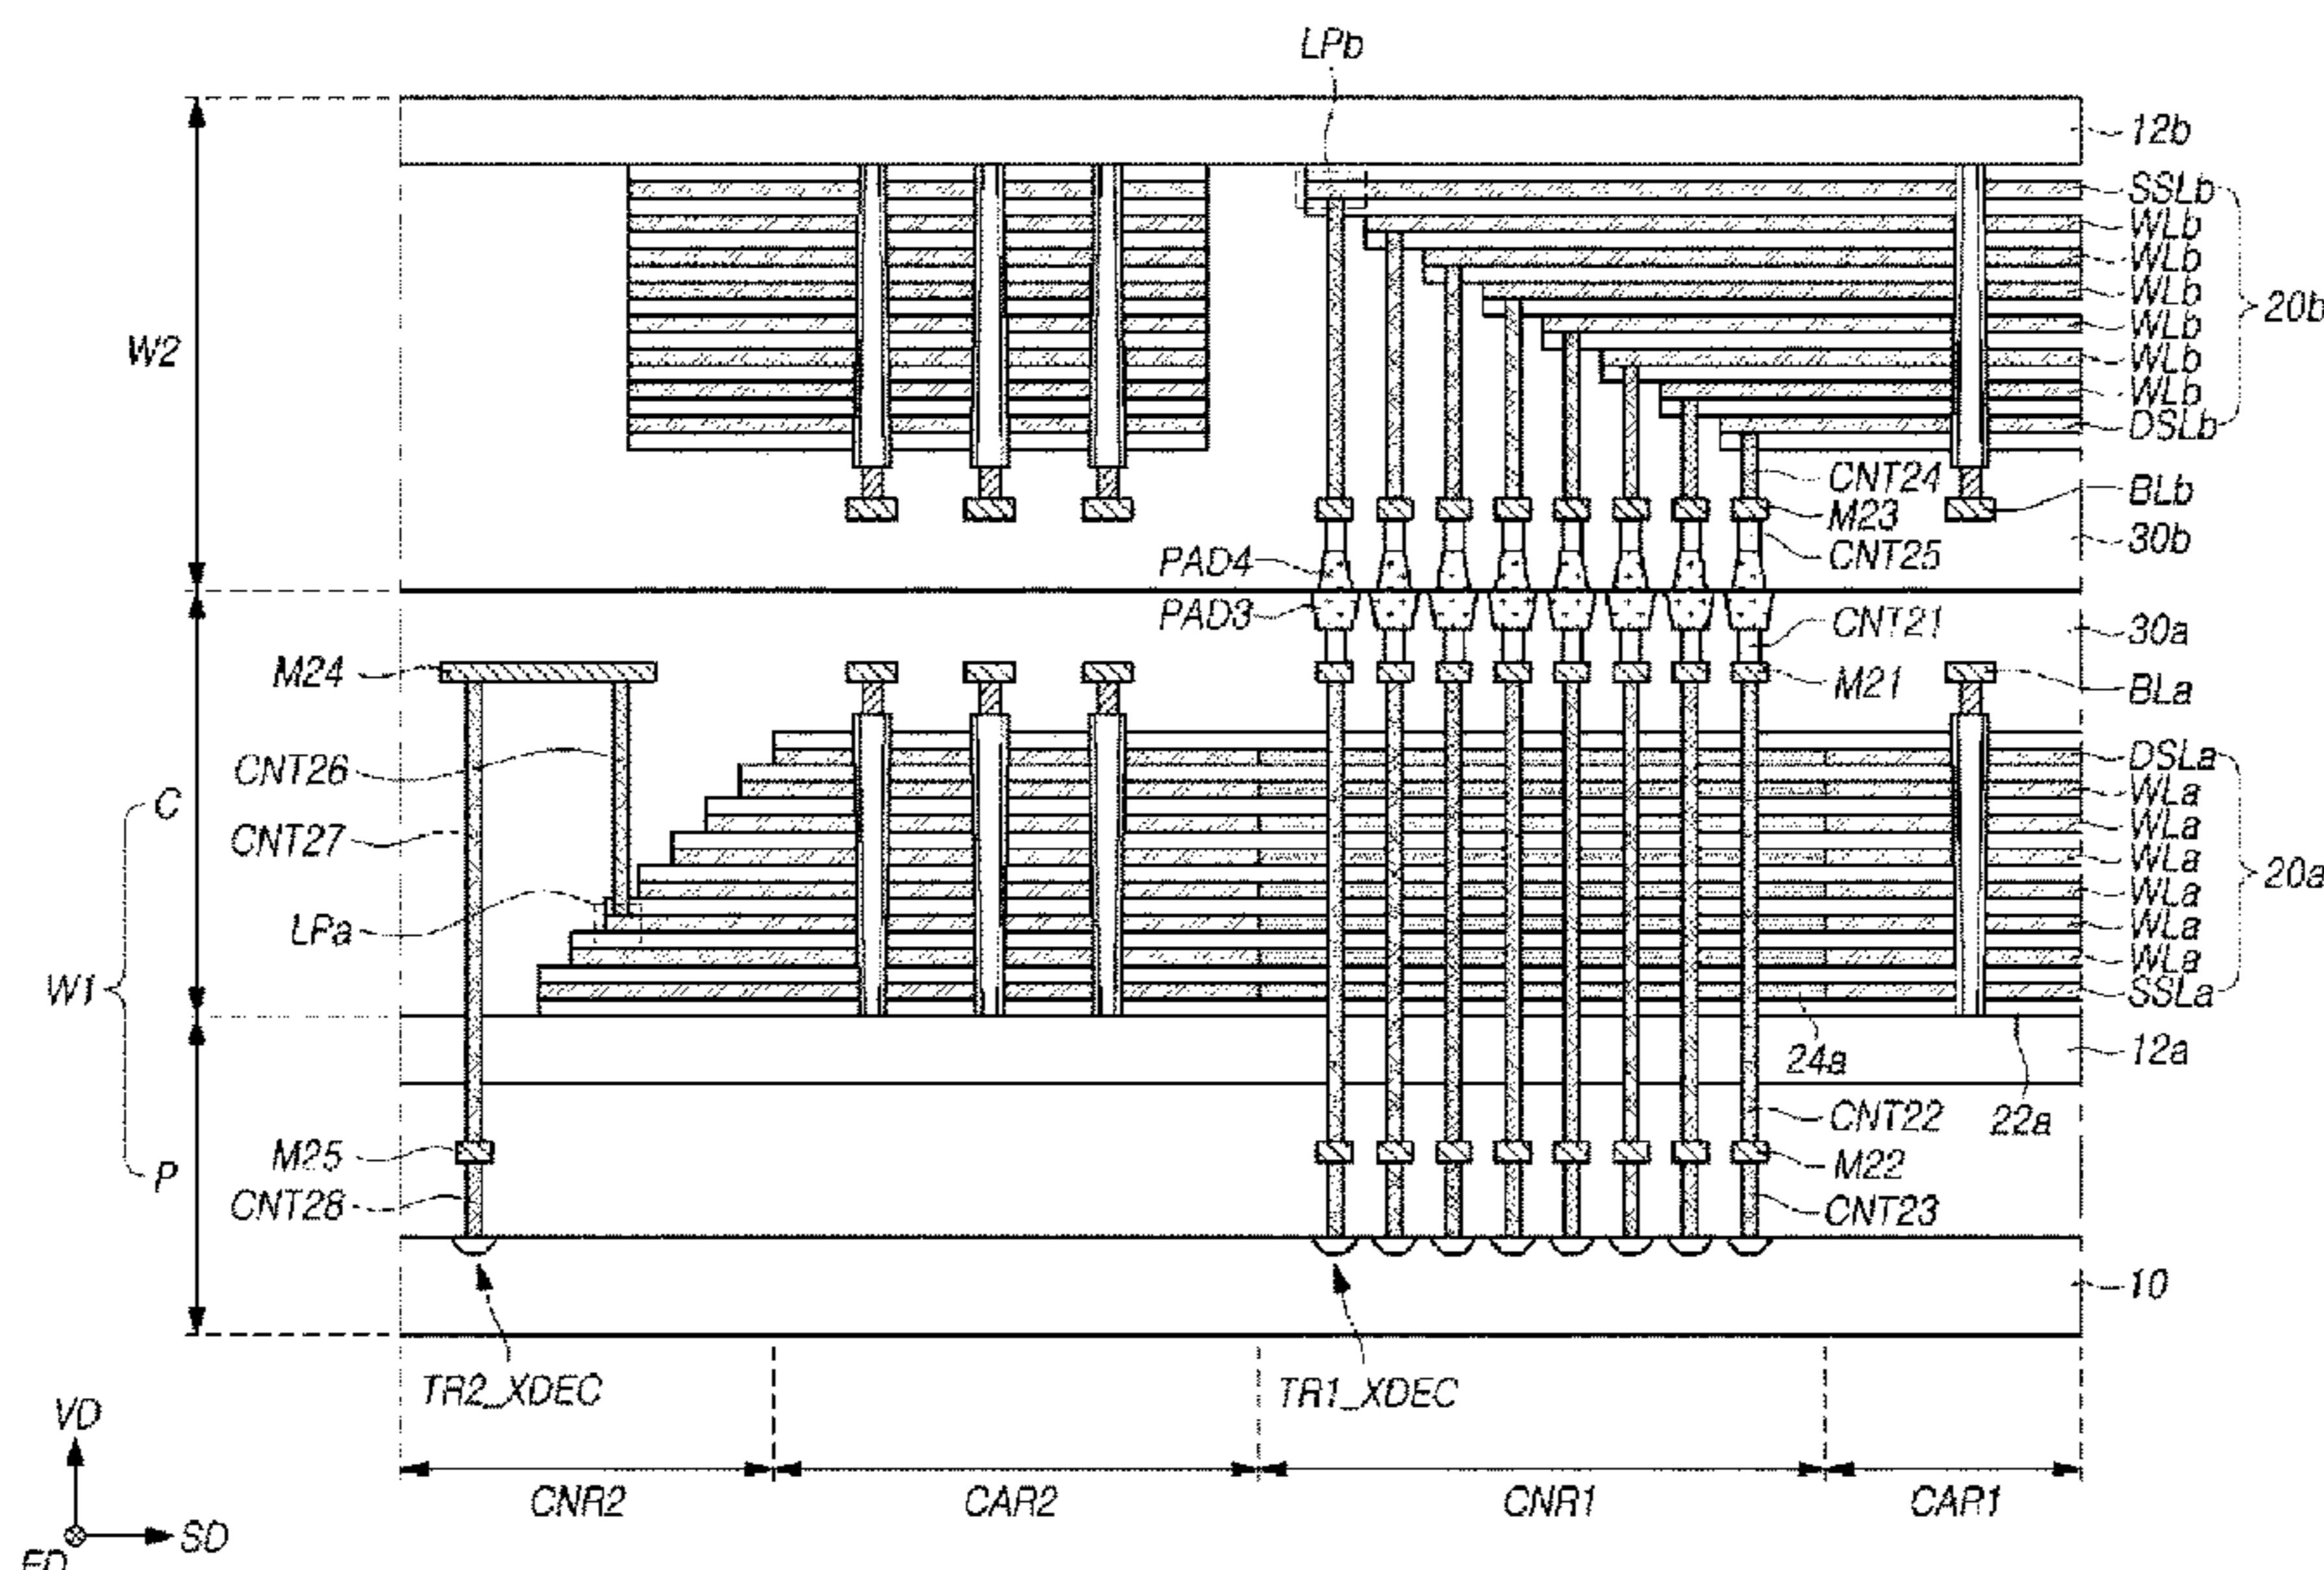 LPb
12b
SSLb
WLb
WLb
WLb
WLb
WLb
WLb
DSLb
20b
W2
CNT24
BLb
M23
30b
CNT25
PAD4
PAD3
CNT21
30a
M24
M21
BLa
CNT26
DSLa
WLa
C
WLa
CNT27
WLa
WLa
20a
LPa
WLa
WLa
W1
SSLa
24a
12a
CNT22
22a
M25
M22
P
CNT28
CNT23
10
TR2_XDEC
TR1_XDEC
VD
CNR2
CAR2
CNR1
CAR1
SD